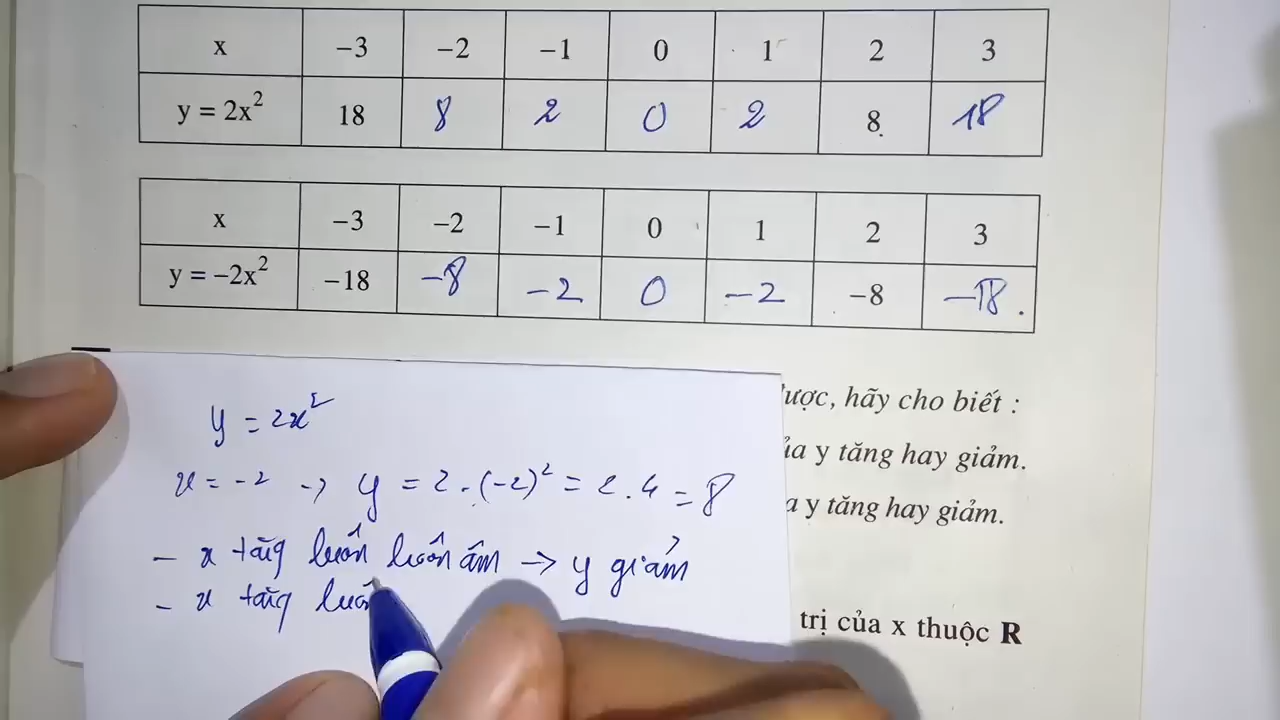 x −3 −2 −1 0 1 2 3
y = 2x² 18 8 2 0 2 8 18
x −3 −2 −1 0 1 2 3
y = −2x² −18 −8 −2 0 −2 −8 −18
ược, hãy cho biết :
y = 2x²
ủa y tăng hay giảm.
x = -2 → y = 2.(-2)² = 2.4 = 8
a y tăng hay giảm.
- x tăng luôn luôn âm → y giảm
- x tăng luô
trị của x thuộc R